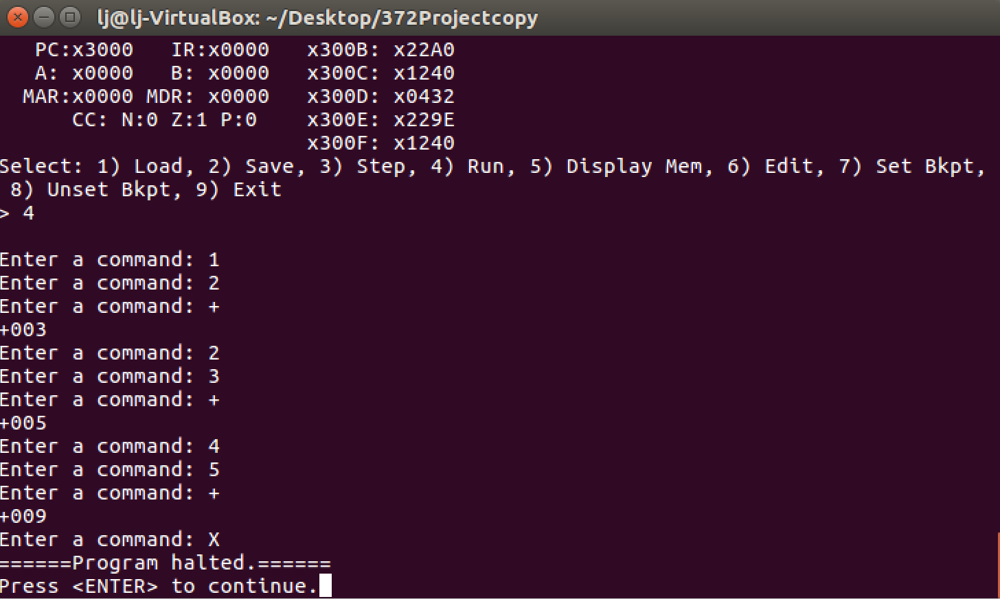 lj@lj-VirtualBox: ~/Desktop/372Projectcopy
PC:x3000 IR:x0000 x300B: x22A0
A: x0000 B: x0000 x300C: x1240
MAR:x0000 MDR: x0000 x300D: x0432
CC: N:0 Z:1 P:0 x300E: x229E
x300F: x1240
Select: 1) Load, 2) Save, 3) Step, 4) Run, 5) Display Mem, 6) Edit, 7) Set Bkpt,
8) Unset Bkpt, 9) Exit
> 4
Enter a command: 1
Enter a command: 2
Enter a command: +
+003
Enter a command: 2
Enter a command: 3
Enter a command: +
+005
Enter a command: 4
Enter a command: 5
Enter a command: +
+009
Enter a command: X
======Program halted.======
Press <ENTER> to continue.